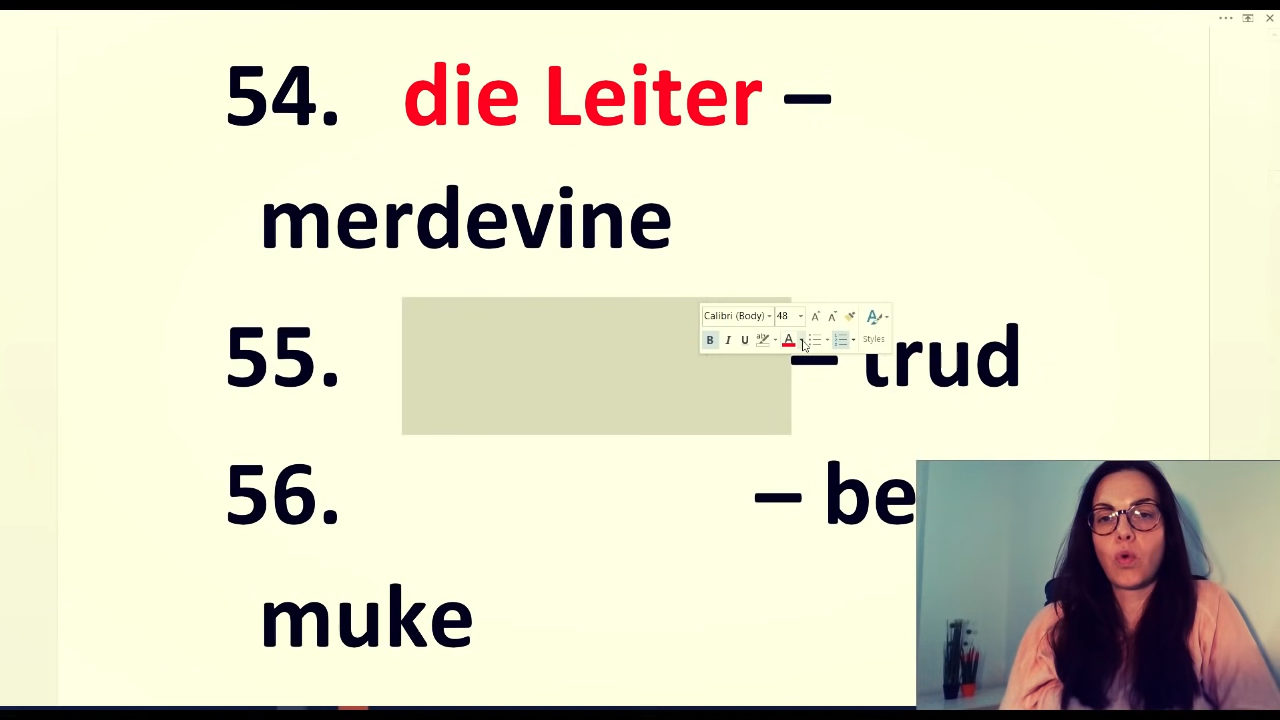 54. die Leiter –
merdevine
Calibri (Body) 48
B I U A Styles
55. – trud
56. – be
muke